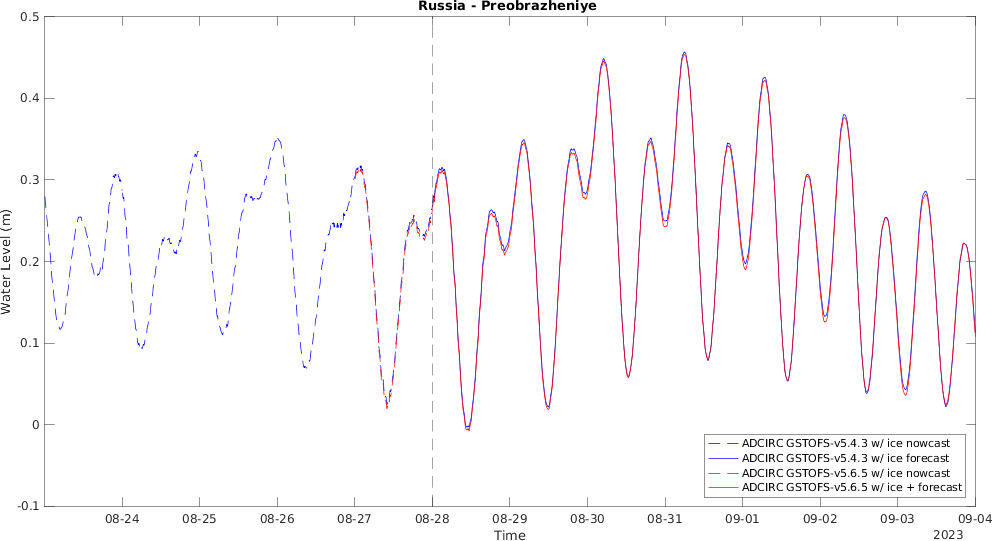 Russia - Preobrazheniye
Water Level (m)
0.5
0.4
0.3
0.2
0.1
0
-0.1
08-24 08-25 08-26 08-27 08-28 08-29 08-30 08-31 09-01 09-02 09-03 09-04
Time
2023
ADCIRC GSTOFS-v5.4.3 w/ ice nowcast
ADCIRC GSTOFS-v5.4.3 w/ ice forecast
ADCIRC GSTOFS-v5.6.5 w/ ice nowcast
ADCIRC GSTOFS-v5.6.5 w/ ice + forecast